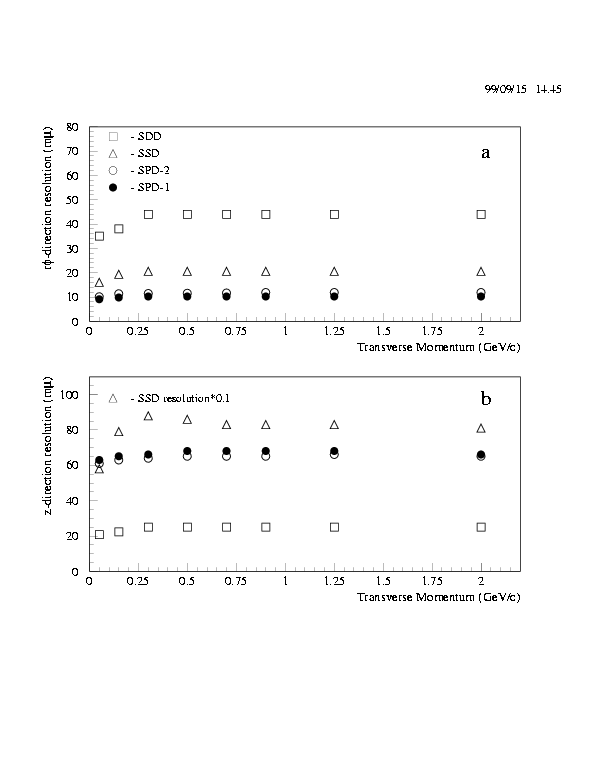 99/09/15 14.45
rϕ-direction resolution (mµ)
80
70
60
50
40
30
20
10
0
- SDD
- SSD
- SPD-2
- SPD-1
a
0 0.25 0.5 0.75 1 1.25 1.5 1.75 2
Transverse Momentum (GeV/c)
z-direction resolution (mµ)
100
80
60
40
20
0
- SSD resolution*0.1
b
0 0.25 0.5 0.75 1 1.25 1.5 1.75 2
Transverse Momentum (GeV/c)